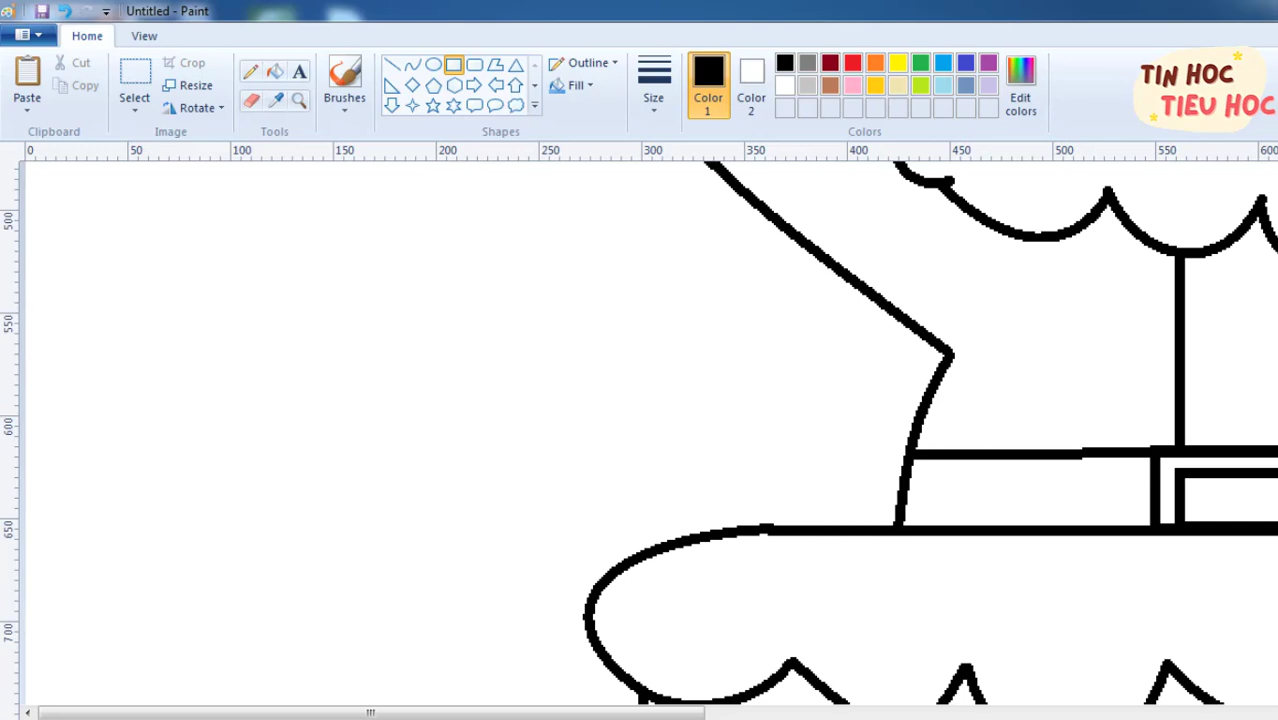 Untitled - Paint
Home View
Paste
Cut
Copy
Clipboard
Select
Crop
Resize
Rotate
Image
A
Tools
Brushes
Outline
Fill
Shapes
Size
Color 1
Color 2
Edit colors
Colors
TIN HOC
TIEU HOC
0 50 100 150 200 250 300 350 400 450 500 550 600
500
550
600
650
700